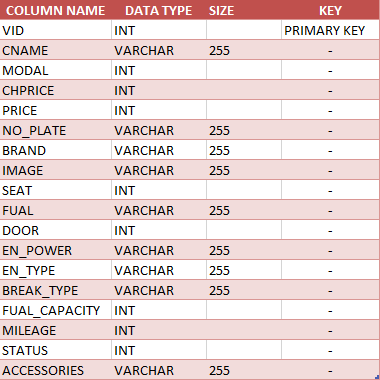 COLUMN NAME DATA TYPE SIZE KEY
VID INT PRIMARY KEY
CNAME VARCHAR 255 -
MODAL INT -
CHPRICE INT -
PRICE INT -
NO_PLATE VARCHAR 255 -
BRAND VARCHAR 255 -
IMAGE VARCHAR 255 -
SEAT INT -
FUAL VARCHAR 255 -
DOOR INT -
EN_POWER VARCHAR 255 -
EN_TYPE VARCHAR 255 -
BREAK_TYPE VARCHAR 255 -
FUAL_CAPACITY INT -
MILEAGE INT -
STATUS INT -
ACCESSORIES VARCHAR 255 -